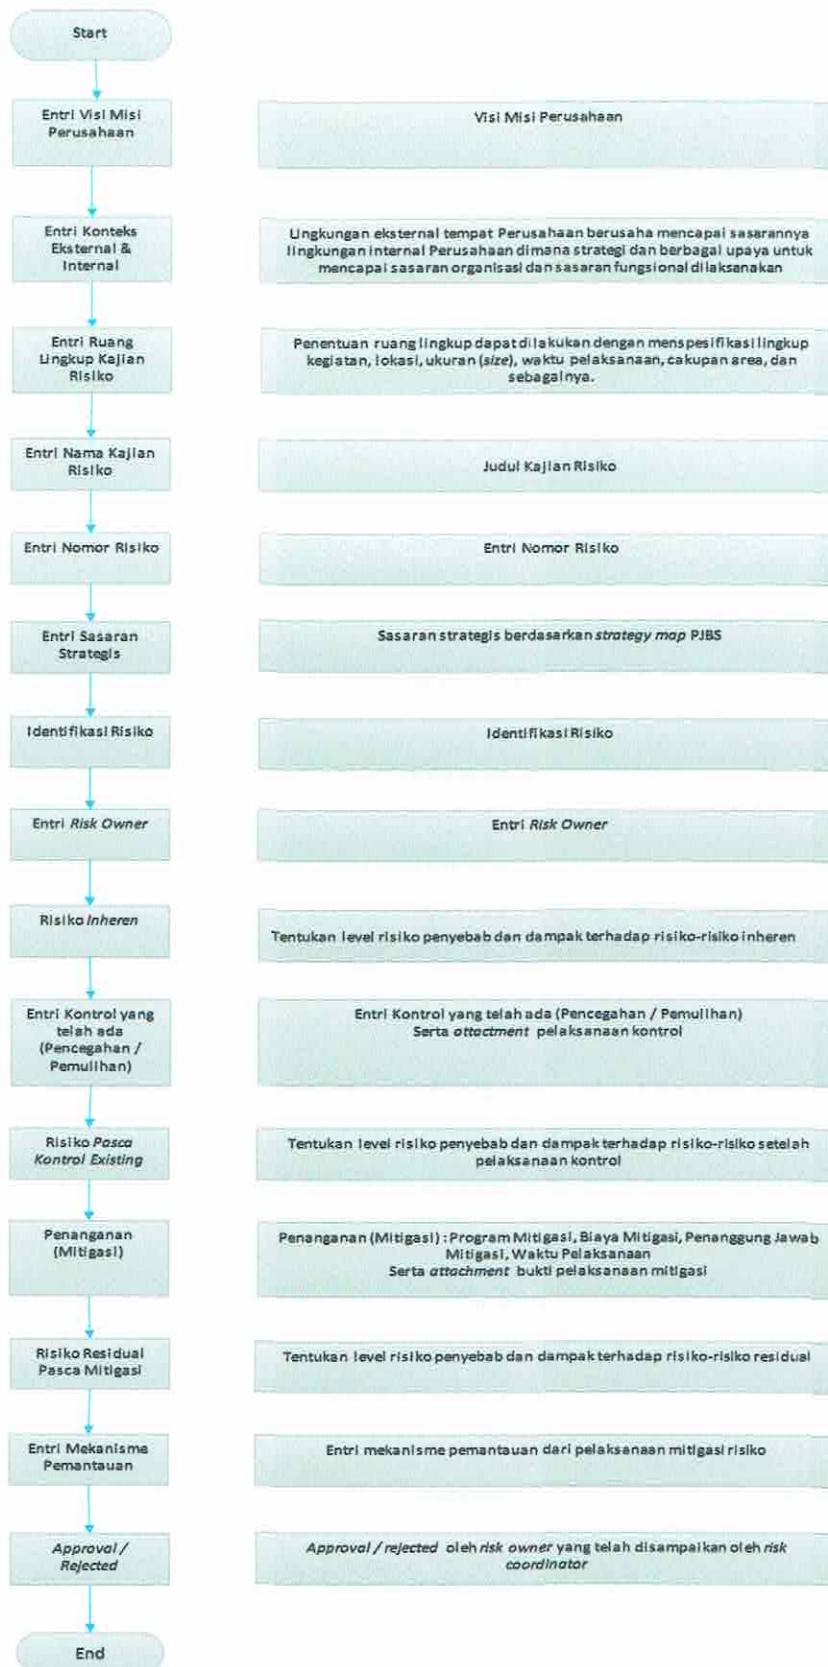 Start
Entri Visi Misi
Perusahaan
Visi Misi Perusahaan
Entri Konteks
Eksternal &
Internal
Lingkungan eksternal tempat Perusahaan berusaha mencapai sasarannya
lingkungan internal Perusahaan dimana strategi dan berbagai upaya untuk
mencapai sasaran organisasi dan sasaran fungsional dilaksanakan
Entri Ruang
Lingkup Kajian
Risiko
Penentuan ruang lingkup dapat dilakukan dengan menspesifikasi lingkup
kegiatan, lokasi, ukuran (size), waktu pelaksanaan, cakupan area, dan
sebagainya.
Entri Nama Kajian
Risiko
Judul Kajian Risiko
Entri Nomor Risiko
Entri Nomor Risiko
Entri Sasaran
Strategis
Sasaran strategis berdasarkan strategy map PJBS
Identifikasi Risiko
Identifikasi Risiko
Entri Risk Owner
Entri Risk Owner
Risiko Inheren
Tentukan level risiko penyebab dan dampak terhadap risiko-risiko inheren
Entri Kontrol yang
telah ada
(Pencegahan /
Pemulihan)
Entri Kontrol yang telah ada (Pencegahan / Pemulihan)
Serta attactment pelaksanaan kontrol
Risiko Pasca
Kontrol Existing
Tentukan level risiko penyebab dan dampak terhadap risiko-risiko setelah
pelaksanaan kontrol
Penanganan
(Mitigasi)
Penanganan (Mitigasi) : Program Mitigasi, Biaya Mitigasi, Penanggung Jawab
Mitigasi, Waktu Pelaksanaan
Serta attachment bukti pelaksanaan mitigasi
Risiko Residual
Pasca Mitigasi
Tentukan level risiko penyebab dan dampak terhadap risiko-risiko residual
Entri Mekanisme
Pemantauan
Entri mekanisme pemantauan dari pelaksanaan mitigasi risiko
Approval /
Rejected
Approval / rejected oleh risk owner yang telah disampaikan oleh risk
coordinator
End